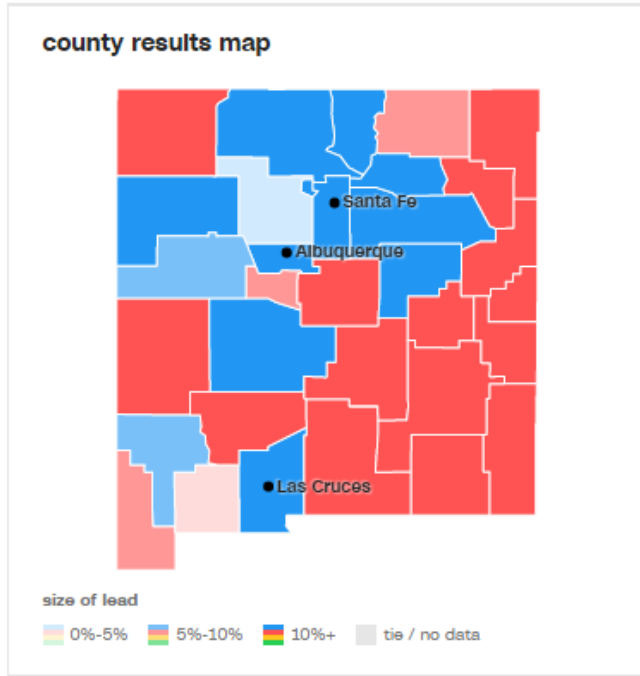 county results map
Santa Fe
Albuquerque
Las Cruces
size of lead
0%-5% 5%-10% 10%+ tie / no data